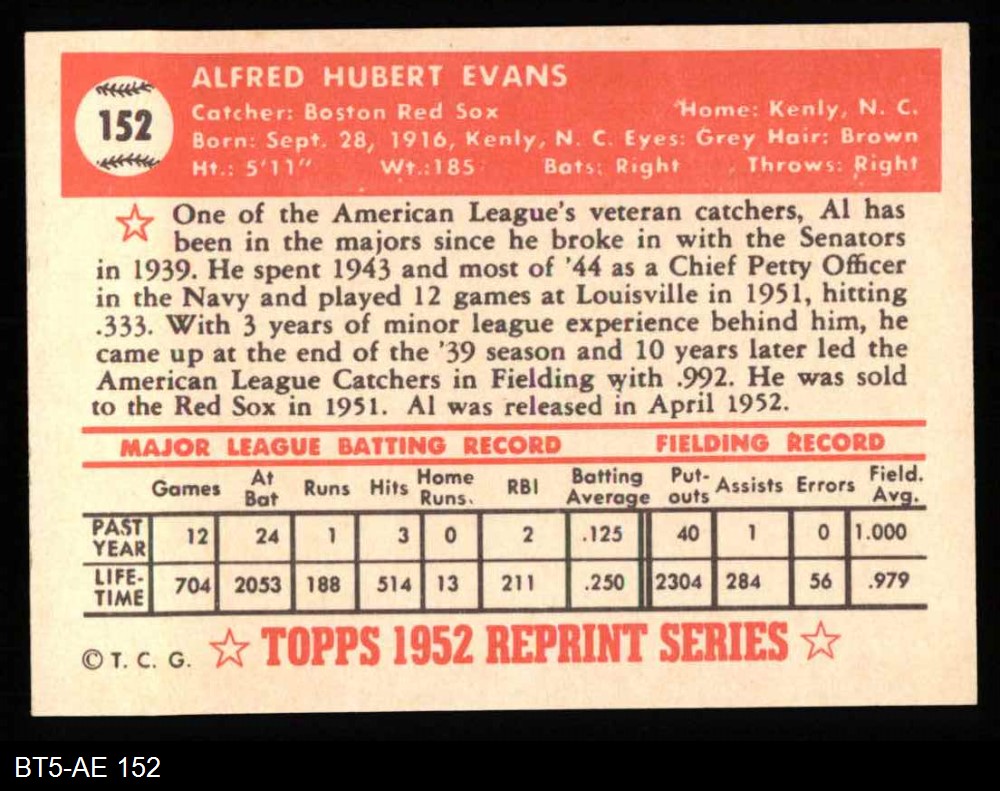 152
ALFRED HUBERT EVANS
Catcher: Boston Red Sox Home: Kenly, N. C.
Born: Sept. 28, 1916, Kenly, N. C. Eyes: Grey Hair: Brown
Ht.: 5'11" Wt.:185 Bats: Right Throws: Right
One of the American League's veteran catchers, Al has
been in the majors since he broke in with the Senators
in 1939. He spent 1943 and most of '44 as a Chief Petty Officer
in the Navy and played 12 games at Louisville in 1951, hitting
.333. With 3 years of minor league experience behind him, he
came up at the end of the '39 season and 10 years later led the
American League Catchers in Fielding with .992. He was sold
to the Red Sox in 1951. Al was released in April 1952.
MAJOR LEAGUE BATTING RECORD FIELDING RECORD
Games At Bat Runs Hits Home Runs. RBI Batting Average Put-outs Assists Errors Field. Avg.
PAST YEAR 12 24 1 3 0 2 .125 40 1 0 1.000
LIFE-TIME 704 2053 188 514 13 211 .250 2304 284 56 .979
© T. C. G. TOPPS 1952 REPRINT SERIES
BT5-AE 152